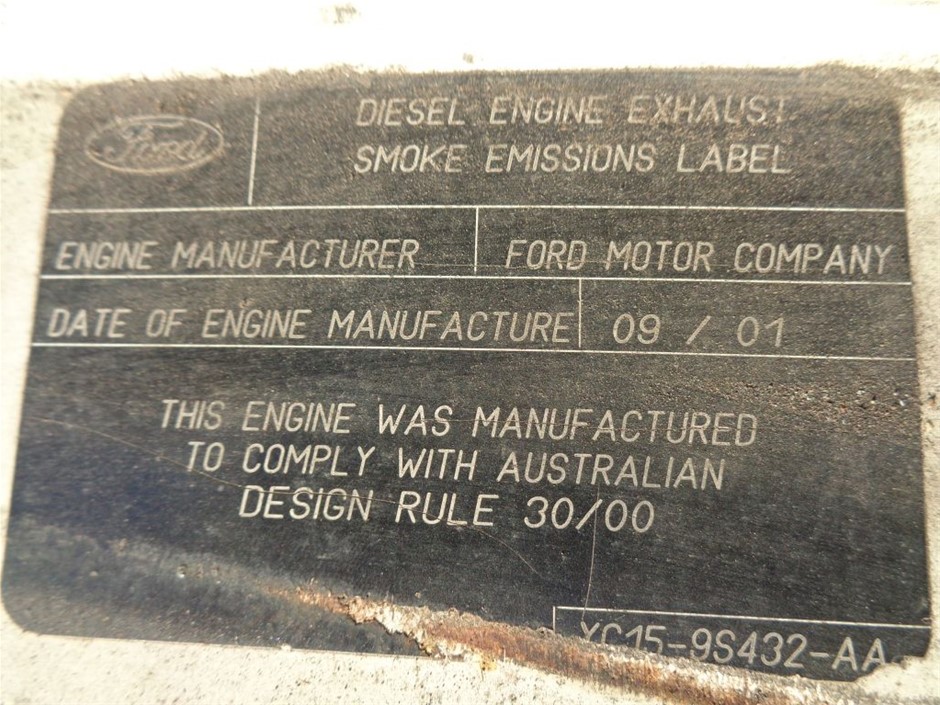 Ford
DIESEL ENGINE EXHAUST
SMOKE EMISSIONS LABEL
ENGINE MANUFACTURER FORD MOTOR COMPANY
DATE OF ENGINE MANUFACTURE 09 / 01
THIS ENGINE WAS MANUFACTURED
TO COMPLY WITH AUSTRALIAN
DESIGN RULE 30/00
YC15-9S432-AA